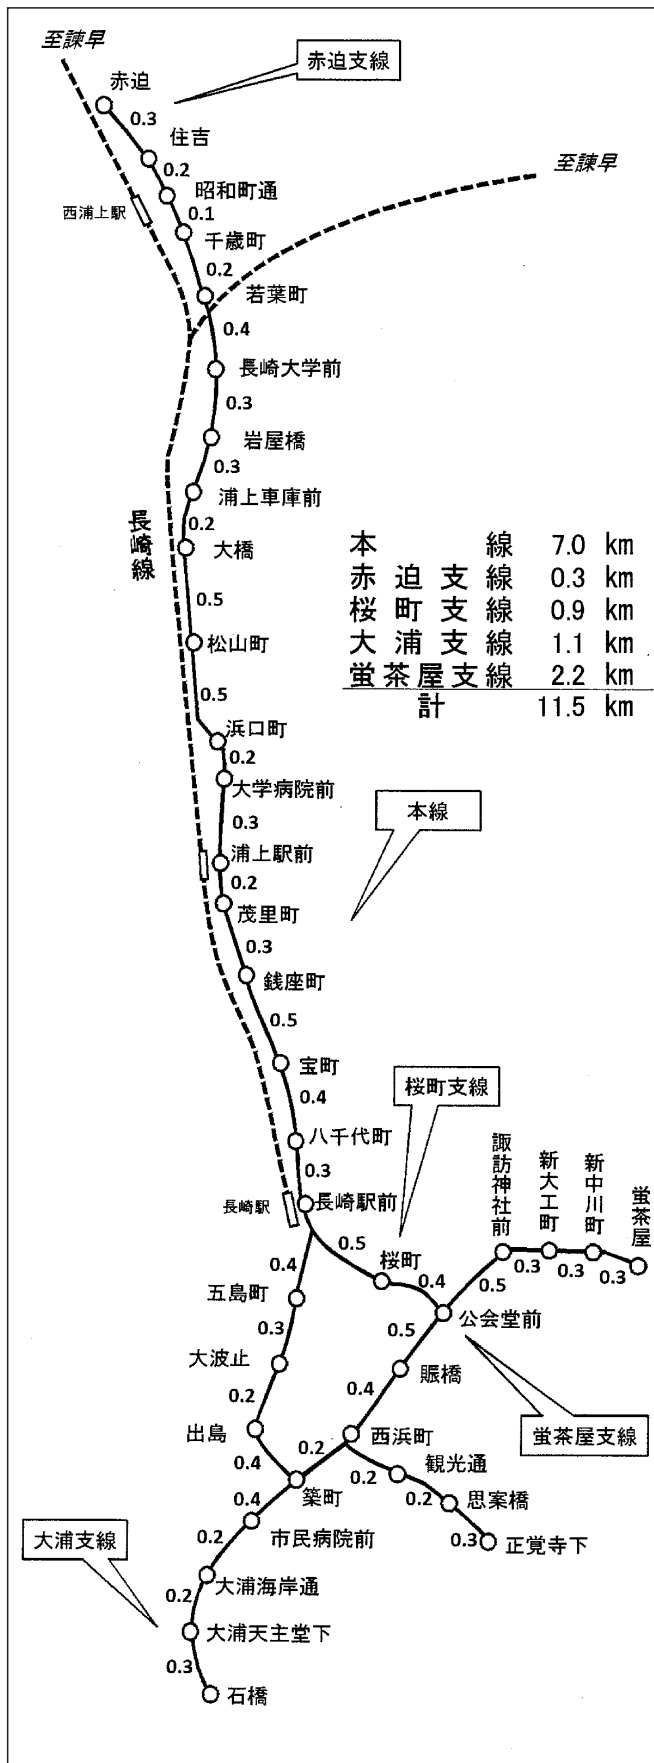 至諫早
赤迫支線
赤迫
0.3
住吉
至諫早
0.2
昭和町通
西浦上駅
0.1
千歳町
0.2
若葉町
0.4
長崎大学前
0.3
岩屋橋
0.3
浦上車庫前
長崎線
0.2
大橋
本線 7.0 km
赤迫支線 0.3 km
桜町支線 0.9 km
大浦支線 1.1 km
蛍茶屋支線 2.2 km
計 11.5 km
0.5
松山町
0.5
浜口町
0.2
大学病院前
本線
0.3
浦上駅前
0.2
茂里町
0.3
銭座町
0.5
宝町
桜町支線
0.4
八千代町
0.3
諏訪神社前
新大工町
新中川町
蛍茶屋
長崎駅
長崎駅前
0.5
桜町
0.4
0.4
0.5
0.3
0.3
0.3
五島町
公会堂前
0.3
0.5
大波止
賑橋
0.2
0.4
出島
西浜町
蛍茶屋支線
0.4
0.2
0.2
観光通
築町
0.2
思案橋
0.4
市民病院前
0.3
正覚寺下
大浦支線
0.2
大浦海岸通
0.2
大浦天主堂下
0.3
石橋